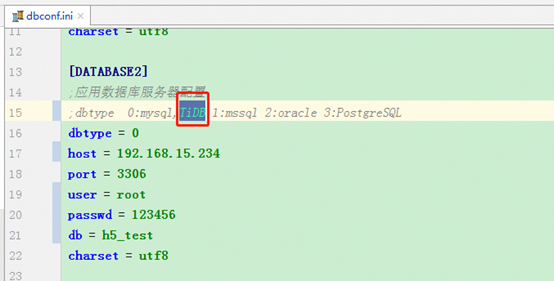 dbconf.ini
11 charset = utf8
12
13 [DATABASE2]
14 ;应用数据库服务器配置
15 ;dbtype 0:mysql,TiDB 1:mssql 2:oracle 3:PostgreSQL
16 dbtype = 0
17 host = 192.168.15.234
18 port = 3306
19 user = root
20 passwd = 123456
21 db = h5_test
22 charset = utf8
23